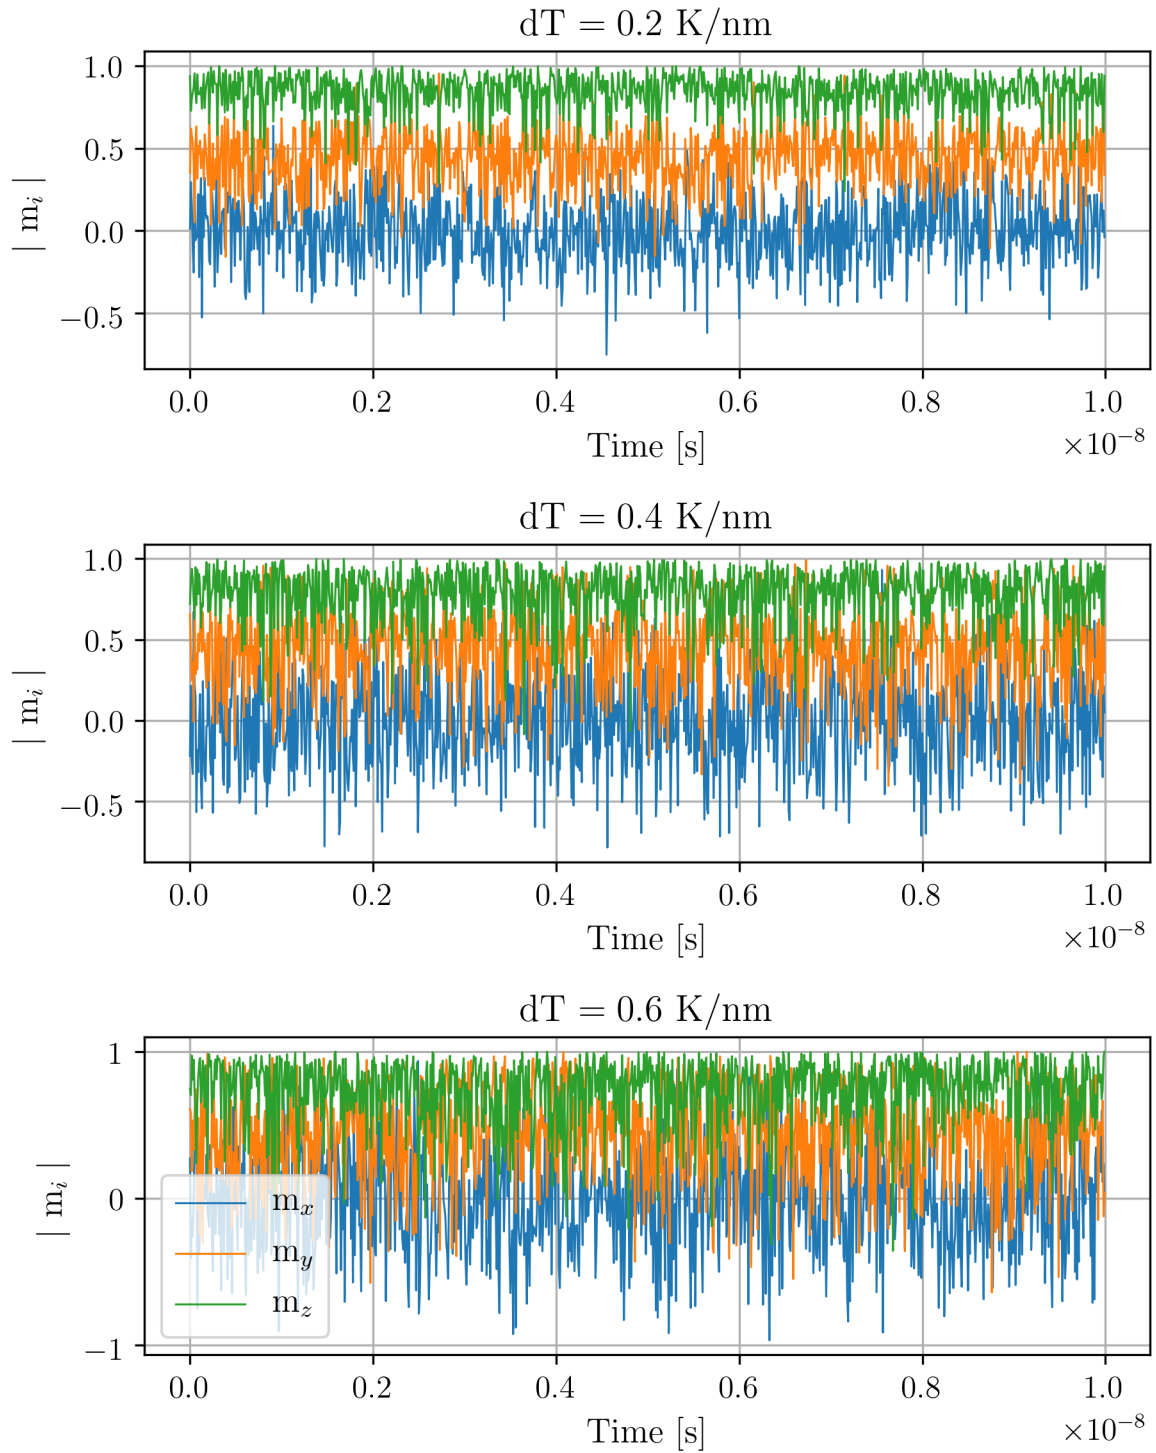 dT = 0.2 K/nm
1.0
0.5
0.0
−0.5
| mᵢ |
0.0 0.2 0.4 0.6 0.8 1.0
Time [s]
×10⁻⁸
dT = 0.4 K/nm
1.0
0.5
0.0
−0.5
| mᵢ |
0.0 0.2 0.4 0.6 0.8 1.0
Time [s]
×10⁻⁸
dT = 0.6 K/nm
1
0
−1
| mᵢ |
mₓ
m_y
m_z
0.0 0.2 0.4 0.6 0.8 1.0
Time [s]
×10⁻⁸